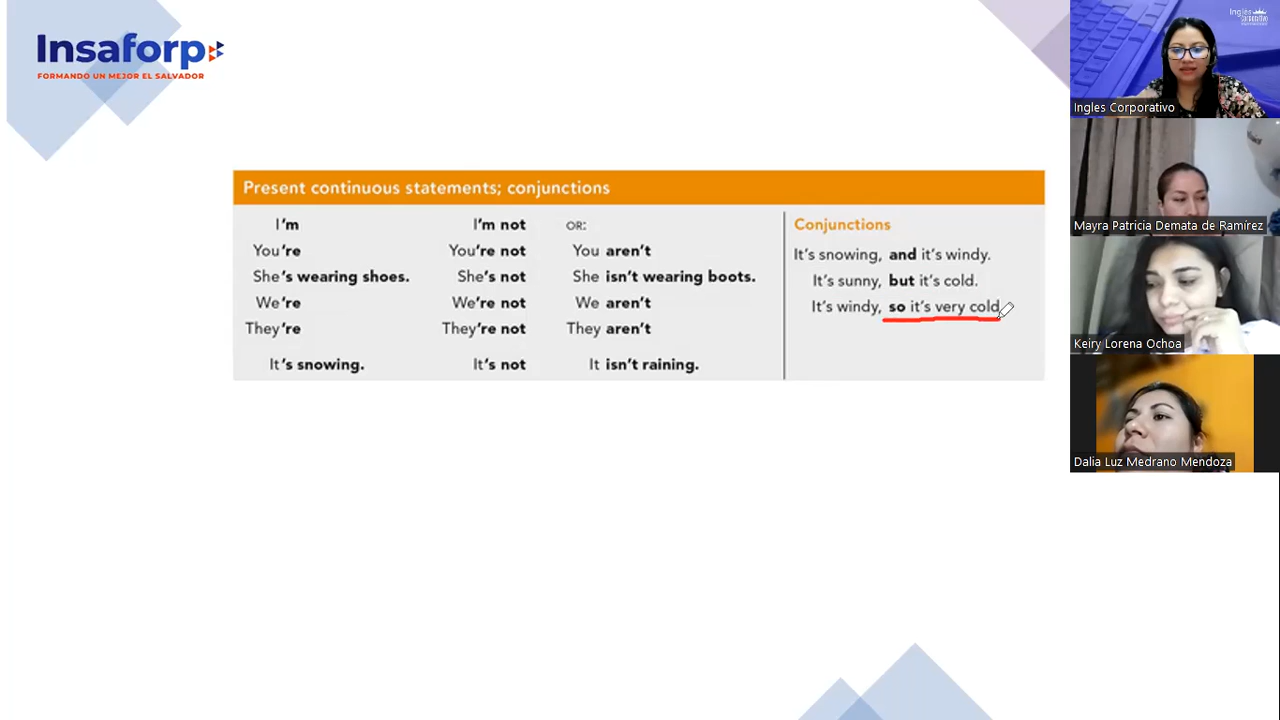 Insaforp
FORMANDO UN MEJOR EL SALVADOR
Present continuous statements; conjunctions
I'm I'm not OR:
You're You're not You aren't
She's wearing shoes. She's not She isn't wearing boots.
We're We're not We aren't
They're They're not They aren't
It's snowing. It's not It isn't raining.
Conjunctions
It's snowing, and it's windy.
It's sunny, but it's cold.
It's windy, so it's very cold
Ingles Corporativo
Mayra Patricia Demata de Ramírez
Keiry Lorena Ochoa
Dalia Luz Medrano Mendoza